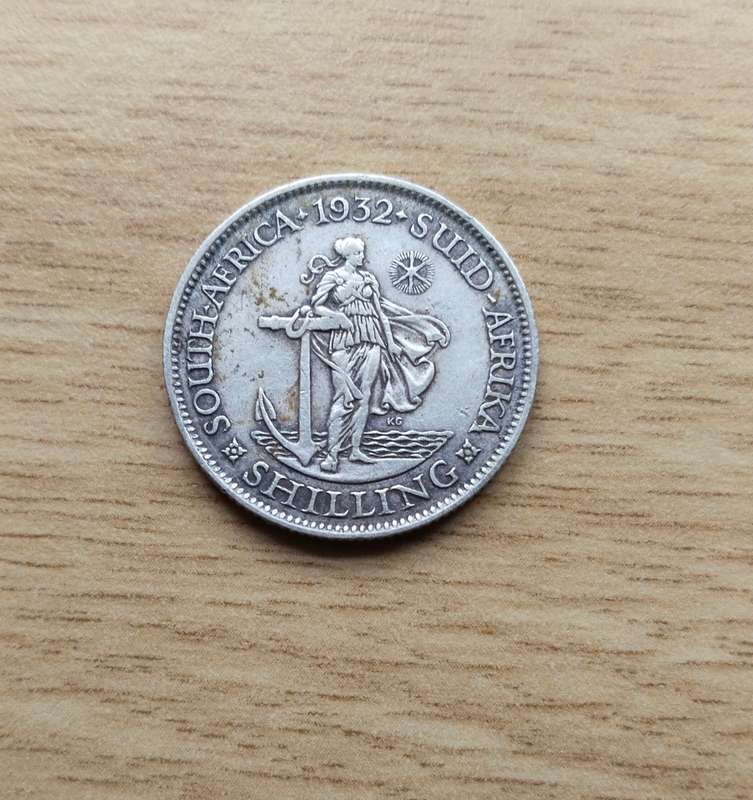 SOUTH·AFRICA · 1932 · SUID-AFRIKA
KG
SHILLING